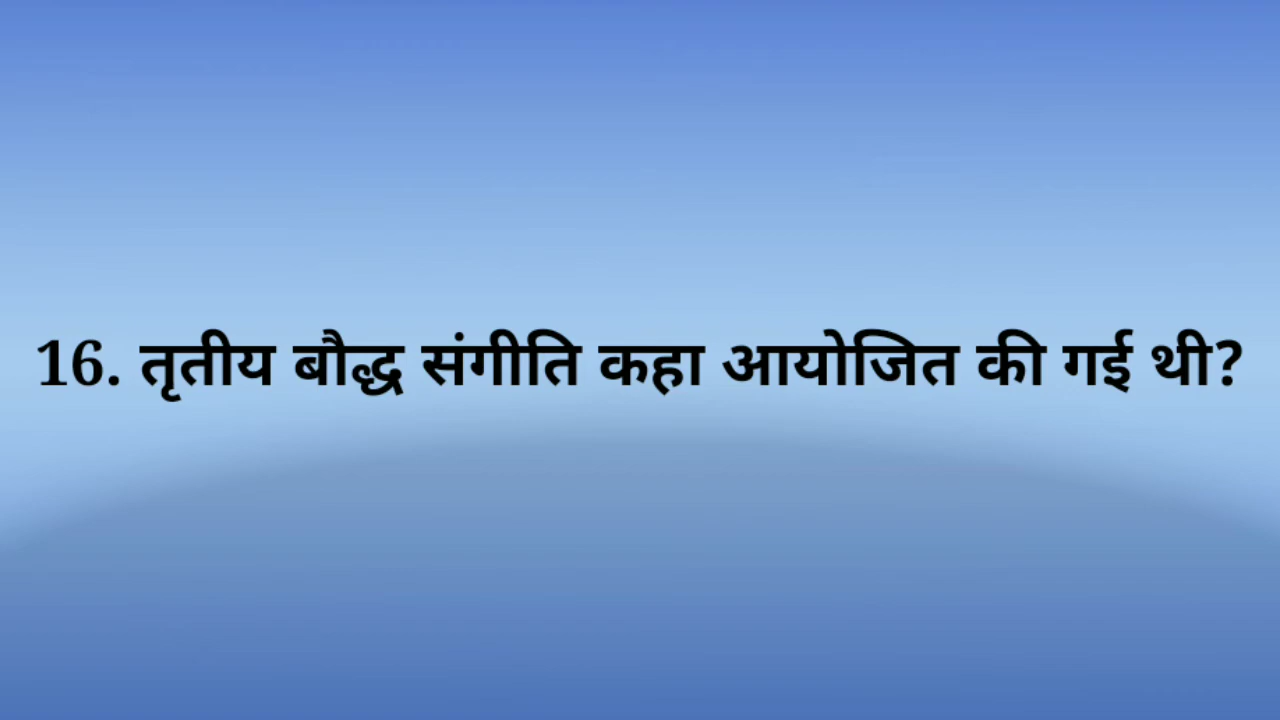 16. तृतीय बौद्ध संगीति कहा आयोजित की गई थी?